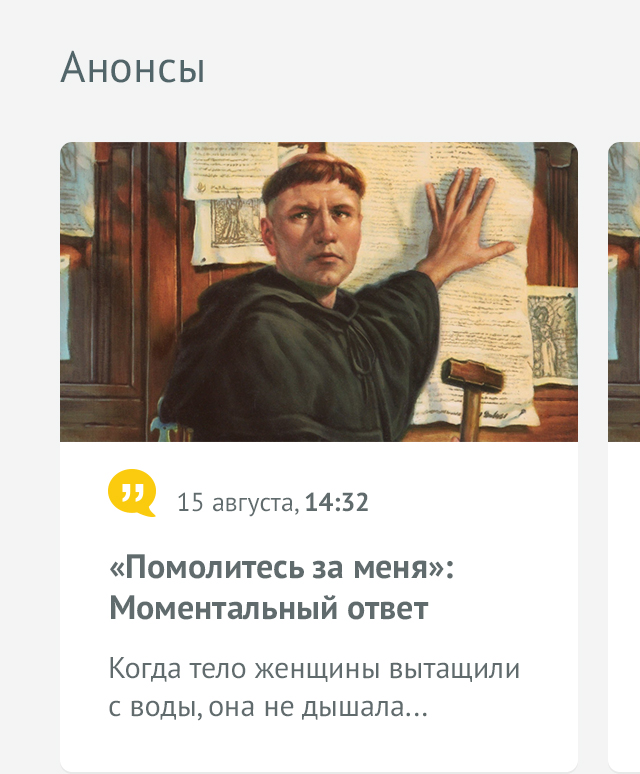 Анонсы
15 августа, 14:32
«Помолитесь за меня»:
Моментальный ответ
Когда тело женщины вытащили
с воды, она не дышала...